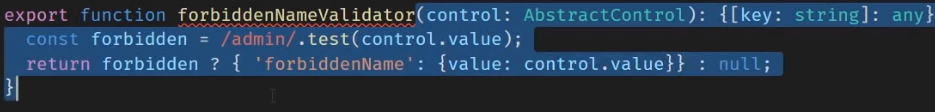 export function forbiddenNameValidator(control: AbstractControl): {[key: string]: any}
const forbidden = /admin/.test(control.value);
return forbidden ? { 'forbiddenName': {value: control.value}} : null;
}